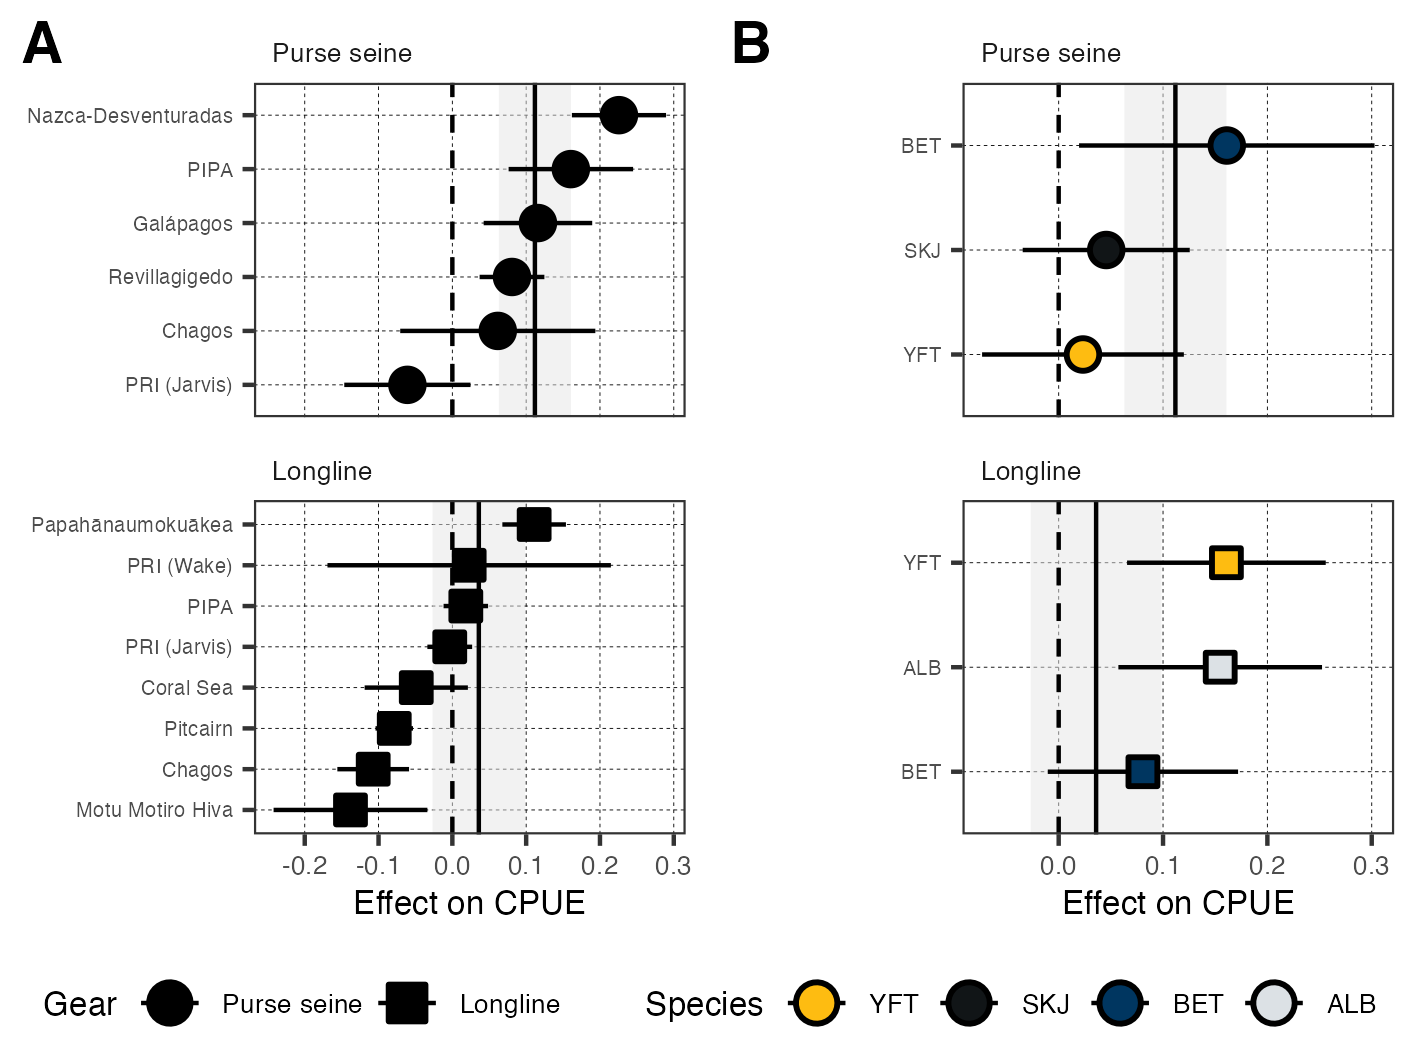 A
Purse seine
Nazca-Desventuradas
PIPA
Galápagos
Revillagigedo
Chagos
PRI (Jarvis)
Longline
Papahānaumokuākea
PRI (Wake)
PIPA
PRI (Jarvis)
Coral Sea
Pitcairn
Chagos
Motu Motiro Hiva
-0.2 -0.1 0.0 0.1 0.2 0.3
Effect on CPUE
B
Purse seine
BET
SKJ
YFT
Longline
YFT
ALB
BET
0.0 0.1 0.2 0.3
Effect on CPUE
Gear Purse seine Longline
Species YFT SKJ BET ALB